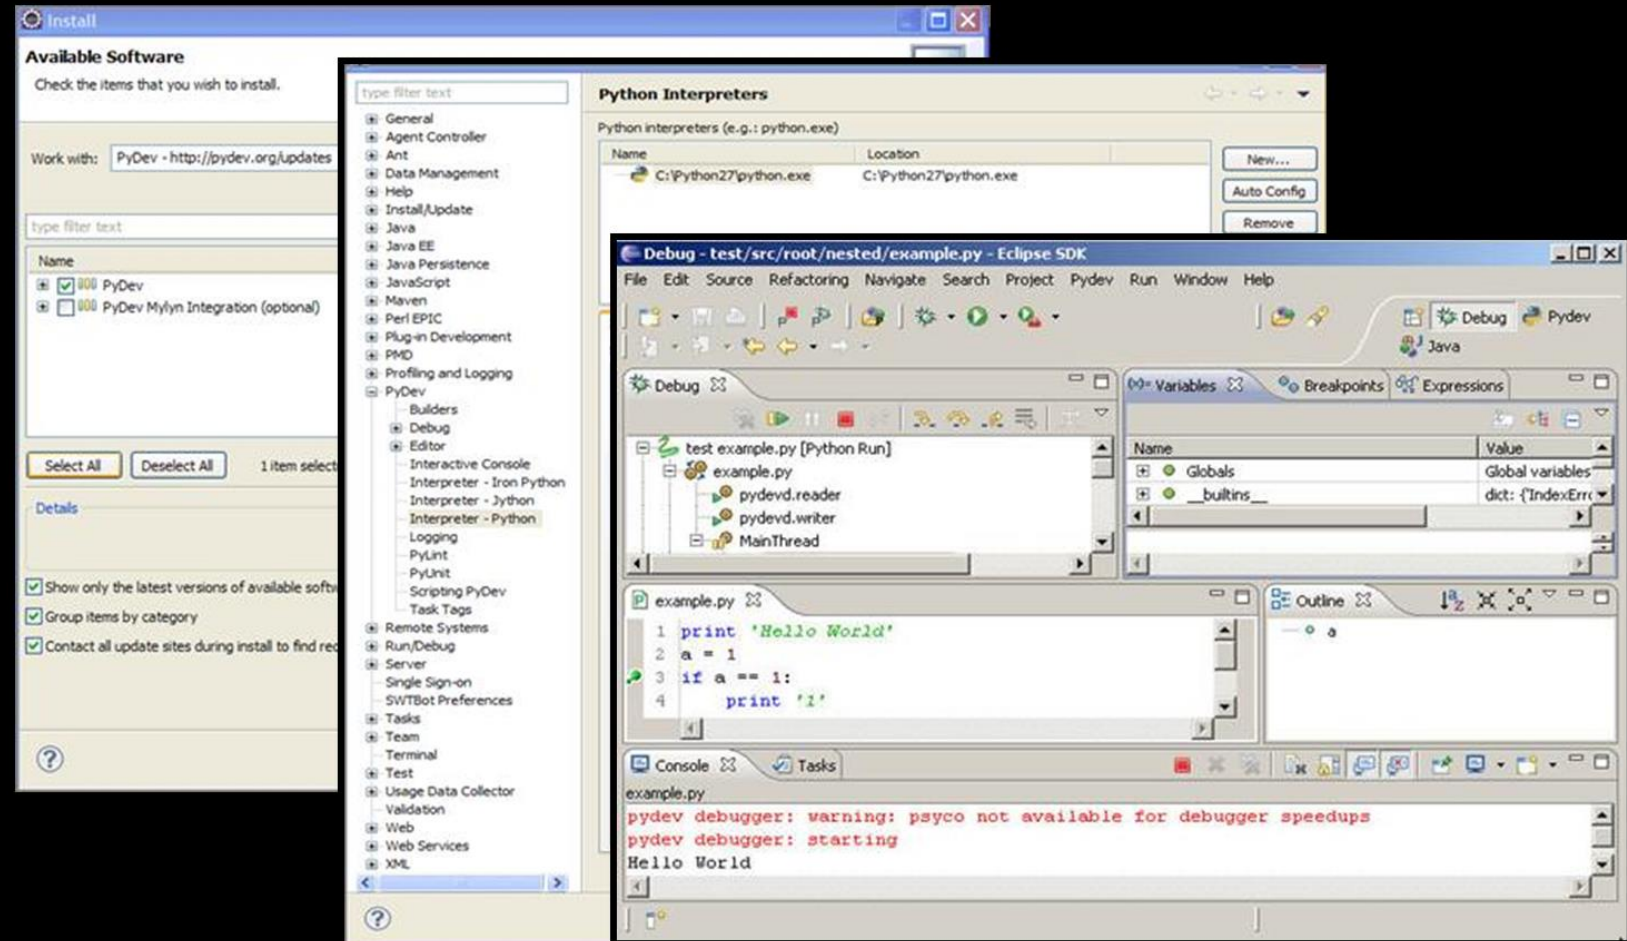 Install
Available Software
Check the items that you wish to install.
Work with: PyDev - http://pydev.org/updates
type filter text
Name
PyDev
PyDev Mylyn Integration (optional)
Select All Deselect All 1 item select
Details
Show only the latest versions of available softw
Group items by category
Contact all update sites during install to find req
type filter text
General
Agent Controller
Ant
Data Management
Help
Install/Update
Java
Java EE
Java Persistence
JavaScript
Maven
Perl EPIC
Plug-in Development
PMD
Profiling and Logging
PyDev
Builders
Debug
Editor
Interactive Console
Interpreter - Iron Python
Interpreter - Jython
Interpreter - Python
Logging
PyLint
PyUnit
Scripting PyDev
Task Tags
Remote Systems
Run/Debug
Server
Single Sign-on
SWTBot Preferences
Tasks
Team
Terminal
Test
Usage Data Collector
Validation
Web
Web Services
XML
Python Interpreters
Python interpreters (e.g.: python.exe)
Name Location
C:\Python27\python.exe C:\Python27\python.exe
New...
Auto Config
Remove
Debug - test/src/root/nested/example.py - Eclipse SDK
File Edit Source Refactoring Navigate Search Project Pydev Run Window Help
Debug Pydev
Java
Debug
test example.py [Python Run]
example.py
pydevd.reader
pydevd.writer
MainThread
Variables Breakpoints Expressions
Name Value
Globals Global variables
__builtins__ dict: {'IndexErr
example.py
1 print 'Hello World'
2 a = 1
3 if a == 1:
4 print '1'
Outline
a
Console Tasks
example.py
pydev debugger: warning: psyco not available for debugger speedups
pydev debugger: starting
Hello World